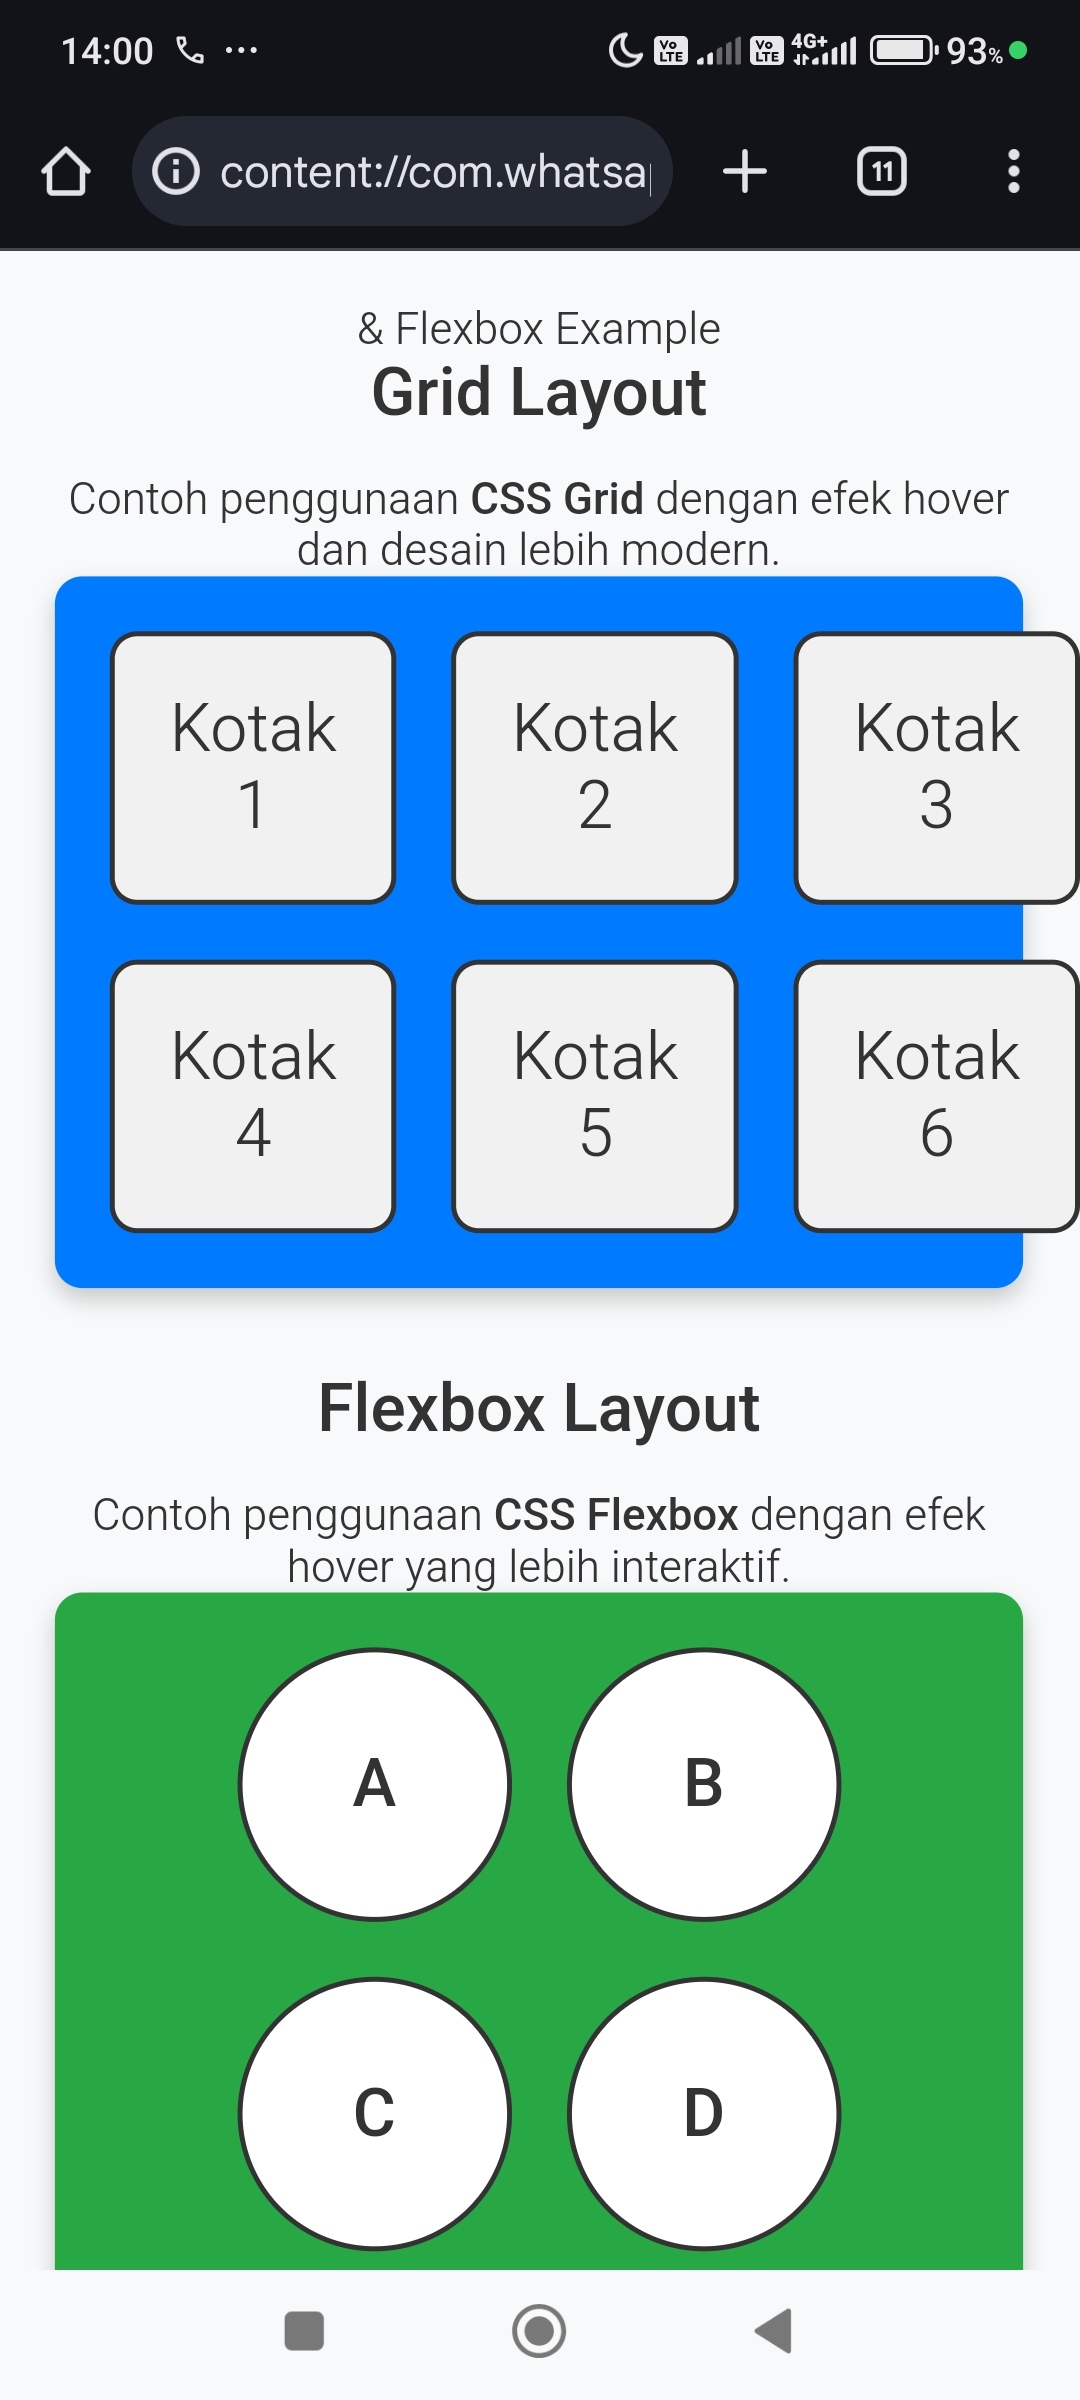 14:00
Vo LTE
Vo LTE
4G+
93%
content://com.whatsa
11
& Flexbox Example
Grid Layout
Contoh penggunaan CSS Grid dengan efek hover
dan desain lebih modern.
Kotak
1
Kotak
2
Kotak
3
Kotak
4
Kotak
5
Kotak
6
Flexbox Layout
Contoh penggunaan CSS Flexbox dengan efek
hover yang lebih interaktif.
A
B
C
D